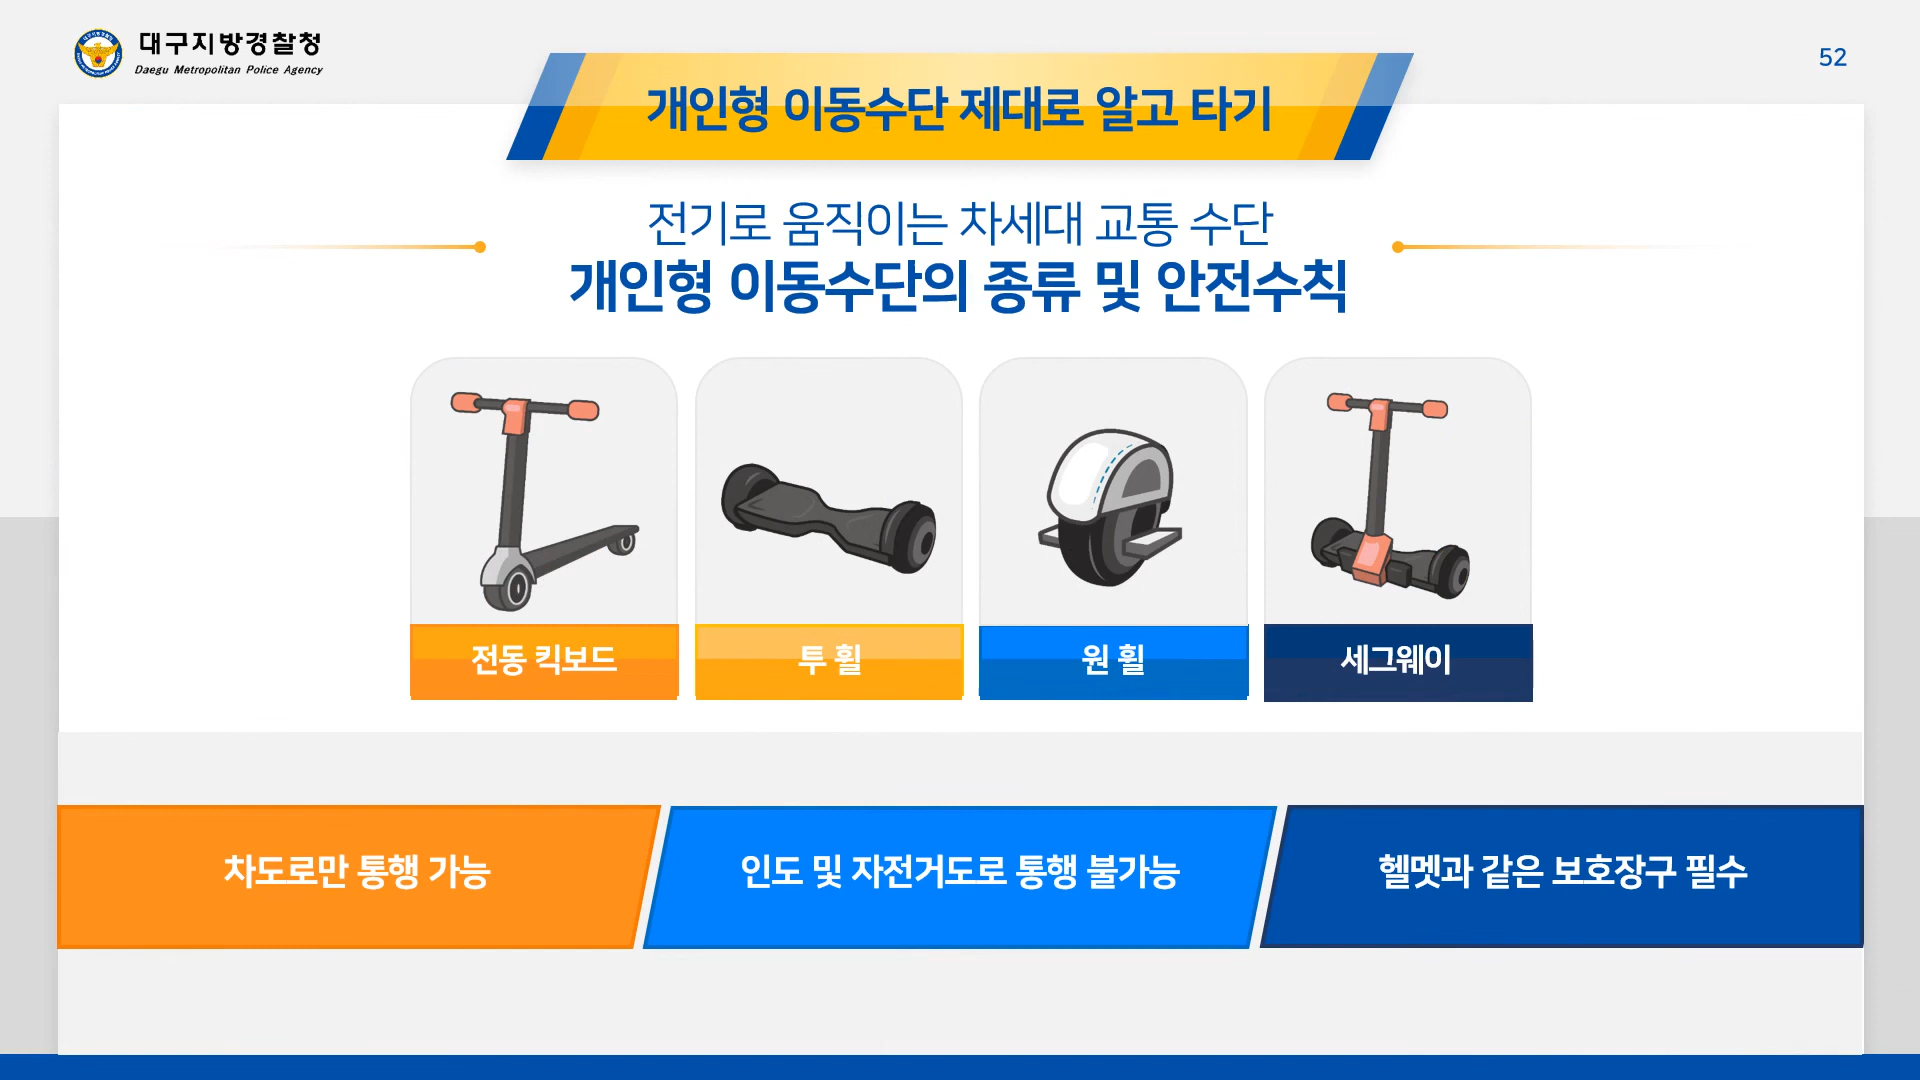 대구지방경찰청
Daegu Metropolitan Police Agency
52
개인형 이동수단 제대로 알고 타기
전기로 움직이는 차세대 교통 수단
개인형 이동수단의 종류 및 안전수칙
전동 킥보드
투 휠
원 휠
세그웨이
차도로만 통행 가능
인도 및 자전거도로 통행 불가능
헬멧과 같은 보호장구 필수